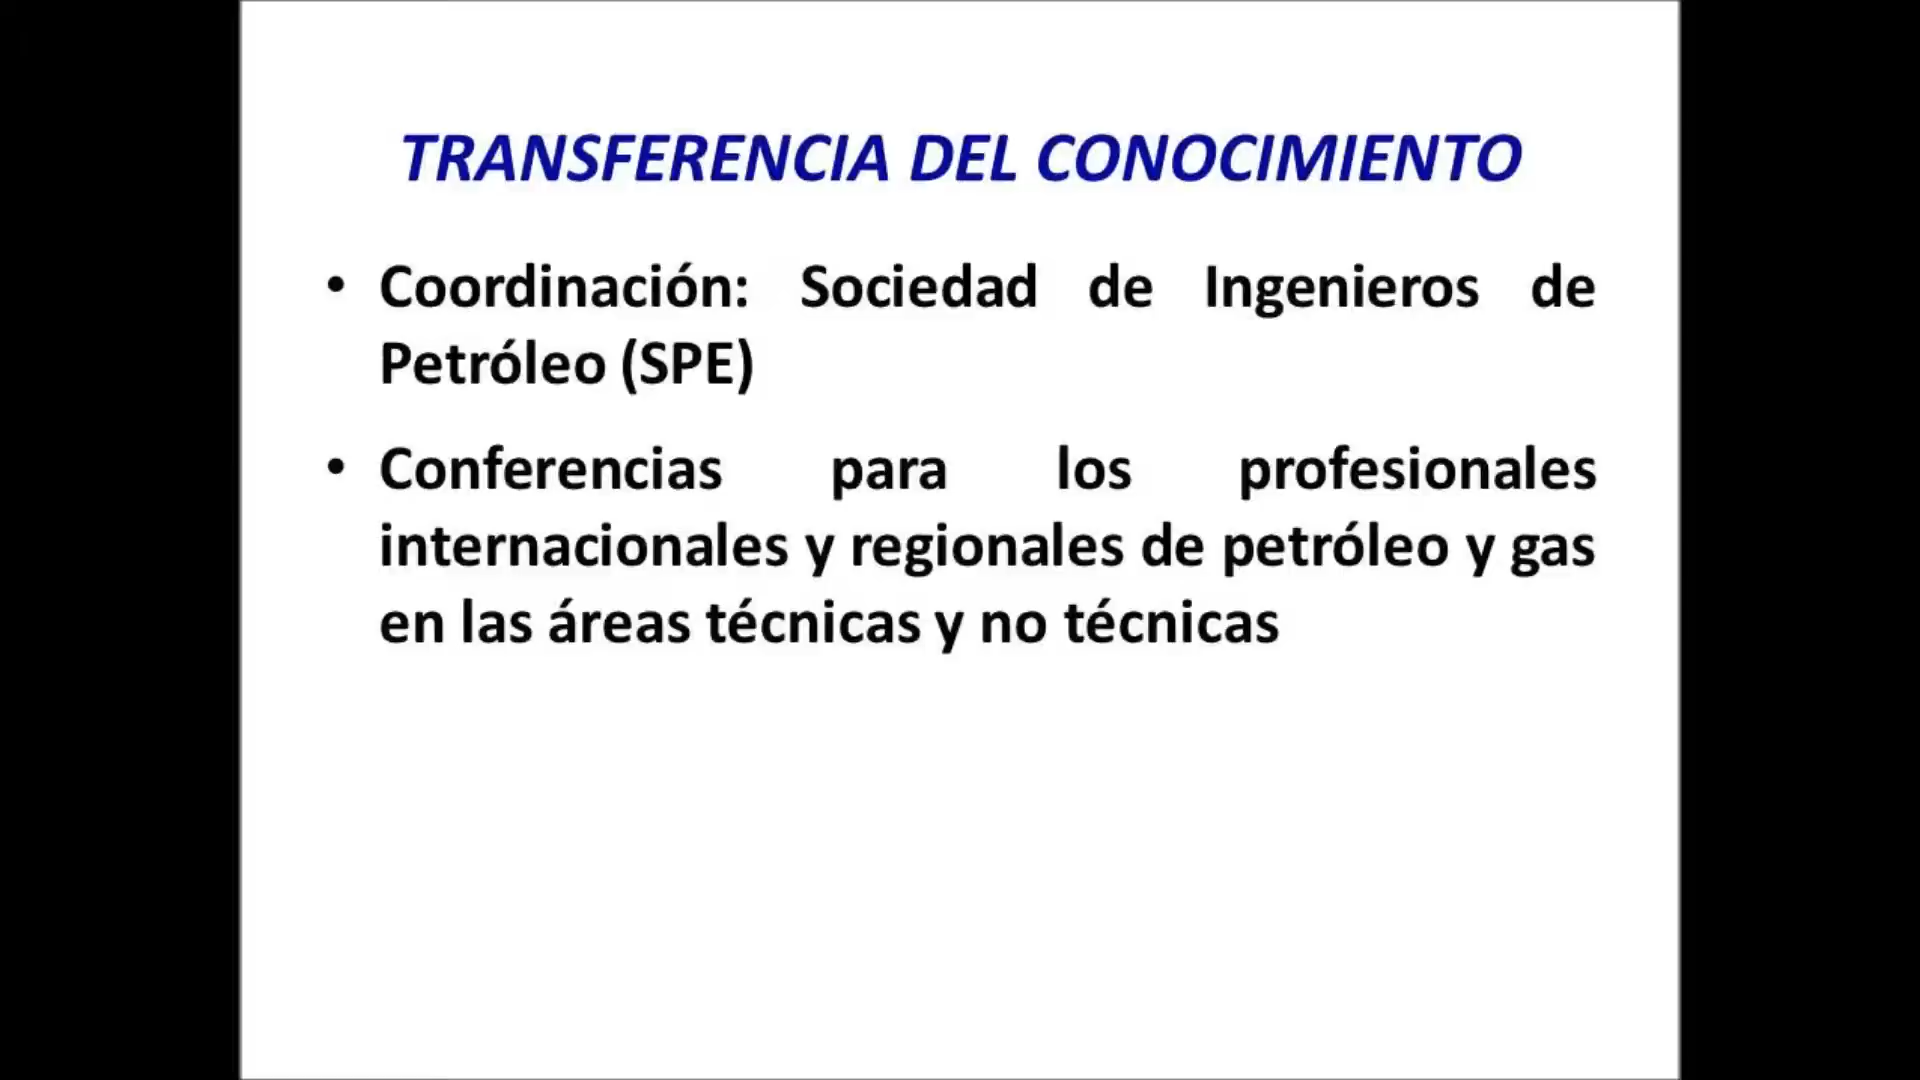 TRANSFERENCIA DEL CONOCIMIENTO
• Coordinación: Sociedad de Ingenieros de
Petróleo (SPE)
• Conferencias para los profesionales
internacionales y regionales de petróleo y gas
en las áreas técnicas y no técnicas